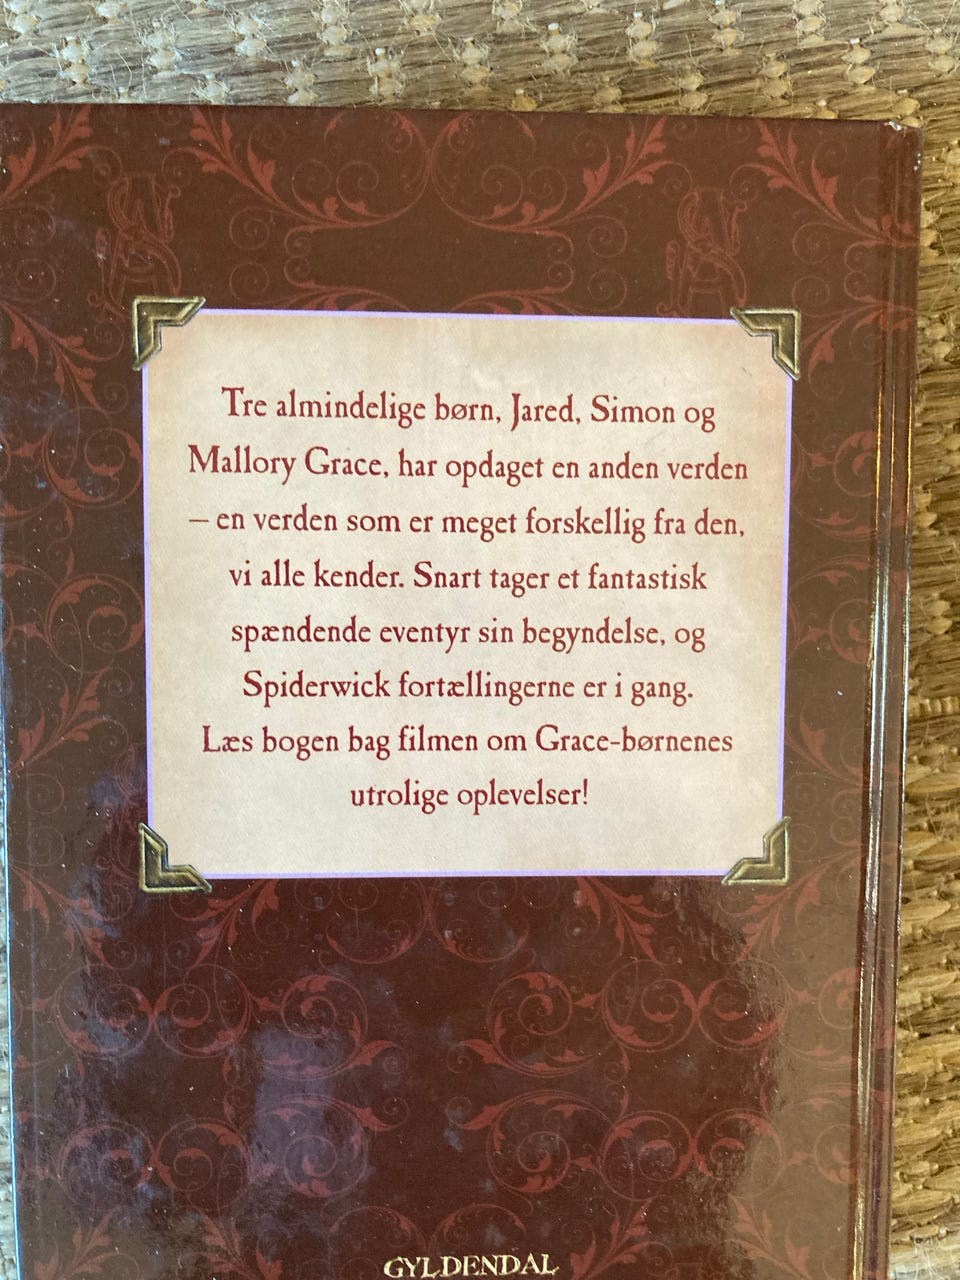 Tre almindelige børn, Jared, Simon og
Mallory Grace, har opdaget en anden verden
– en verden som er meget forskellig fra den,
vi alle kender. Snart tager et fantastisk
spændende eventyr sin begyndelse, og
Spiderwick fortællingerne er i gang.
Læs bogen bag filmen om Grace-børnenes
utrolige oplevelser!
GYLDENDAL